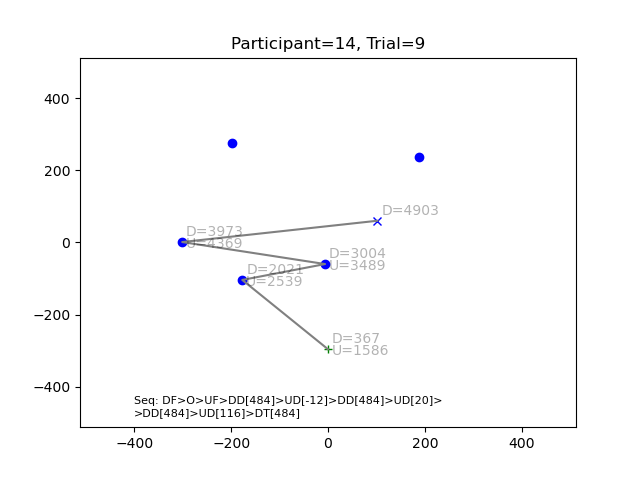 Participant=14, Trial=9
400
200
0
−200
−400
−400
−200
0
200
400
D=4903
D=3973
U=4369
D=3004
U=3489
D=2021
U=2539
D=367
U=1586
Seq: DF>O>UF>DD[484]>UD[-12]>DD[484]>UD[20]>
>DD[484]>UD[116]>DT[484]